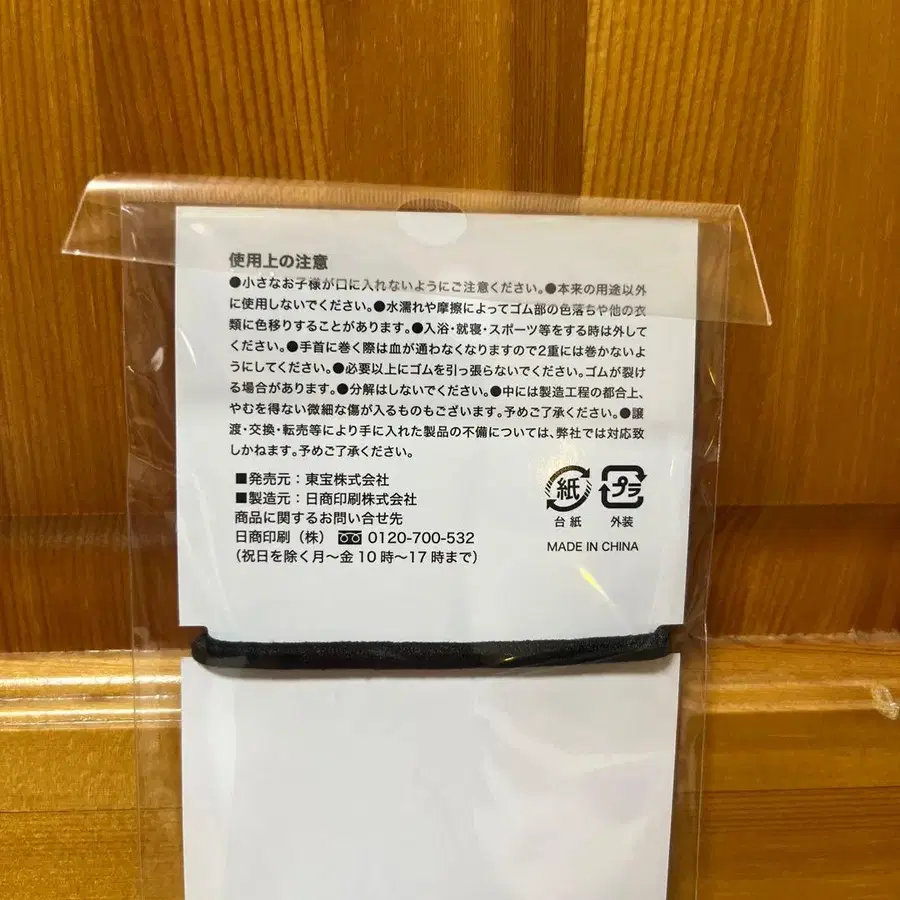 使用上の注意
●小さなお子様が口に入れないようにご注意ください。●本来の用途以外
に使用しないでください。●水濡れや摩擦によってゴム部の色落ちや他の衣
類に色移りすることがあります。●入浴・就寝・スポーツ等をする時は外して
ください。●手首に巻く際は血が通わなくなりますので2重には巻かないよ
うにしてください。●必要以上にゴムを引っ張らないでください。ゴムが裂け
る場合があります。●分解はしないでください。●中には製造工程の都合上、
やむを得ない微細な傷が入るものもございます。予めご了承ください。●譲
渡・交換・転売等により手に入れた製品の不備については、弊社では対応致
しかねます。予めご了承ください。
■発売元：東宝株式会社
■製造元：日商印刷株式会社
商品に関するお問い合せ先
日商印刷（株） 0120-700-532
（祝日を除く月〜金10時〜17時まで）
紙 プラ
台紙 外装
MADE IN CHINA